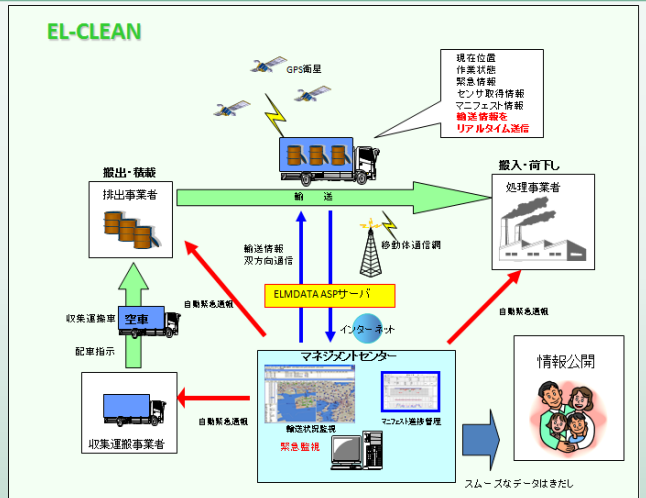 EL-CLEAN
GPS衛星
現在位置
作業状態
緊急情報
センサ取得情報
マニフェスト情報
輸送情報を
リアルタイム送信
搬出・積載
排出事業者
搬入・荷下し
処理事業者
輸 送
輸送情報
双方向通信
移動体通信網
ELMDATA ASPサーバ
自動緊急通報
自動緊急通報
収集運搬車
空車
配車指示
インターネット
マネジメントセンター
情報公開
輸送状況監視
マニフェスト進捗管理
緊急監視
自動緊急通報
収集運搬事業者
スムーズなデータはきだし